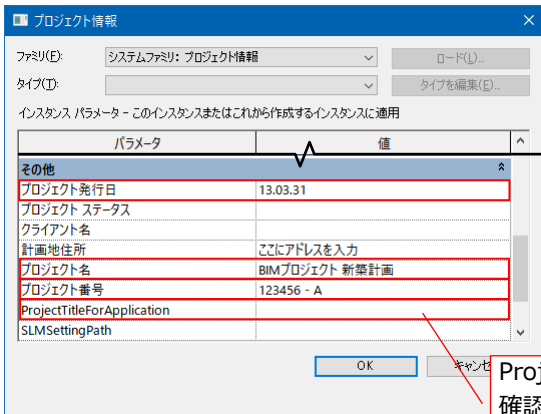 プロジェクト情報
ファミリ(F): システムファミリ: プロジェクト情報 ロード(L)...
タイプ(T): タイプを編集(E)...
インスタンス パラメータ - このインスタンスまたはこれから作成するインスタンスに適用
パラメータ 値
その他
プロジェクト発行日 13.03.31
プロジェクト ステータス
クライアント名
計画地住所 ここにアドレスを入力
プロジェクト名 BIMプロジェクト 新築計画
プロジェクト番号 123456 - A
ProjectTitleForApplication
SLMSettingPath
OK キャンセ
Proj
確認